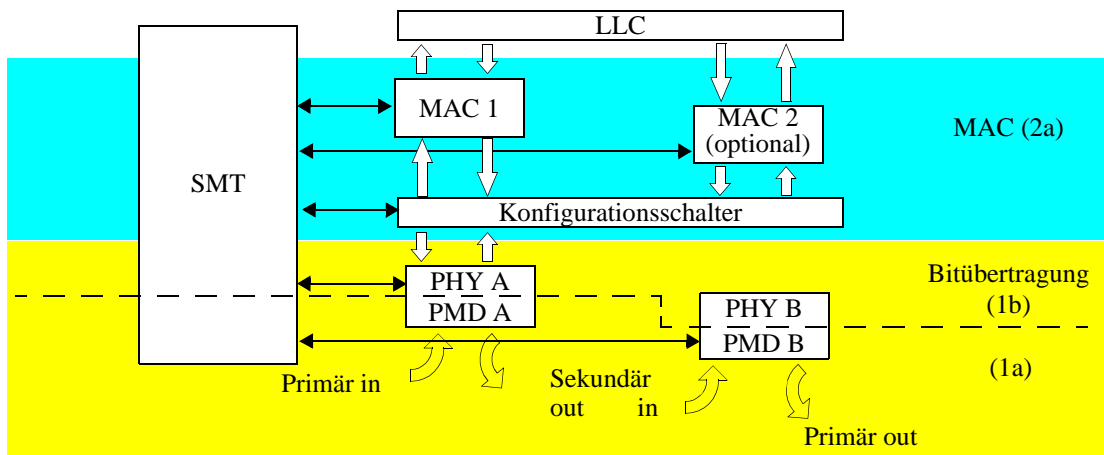 LLC
MAC 1
MAC 2
(optional)
MAC (2a)
SMT
Konfigurationsschalter
PHY A
PMD A
Bitübertragung
(1b)
PHY B
PMD B
(1a)
Primär in
Sekundär
out in
Primär out